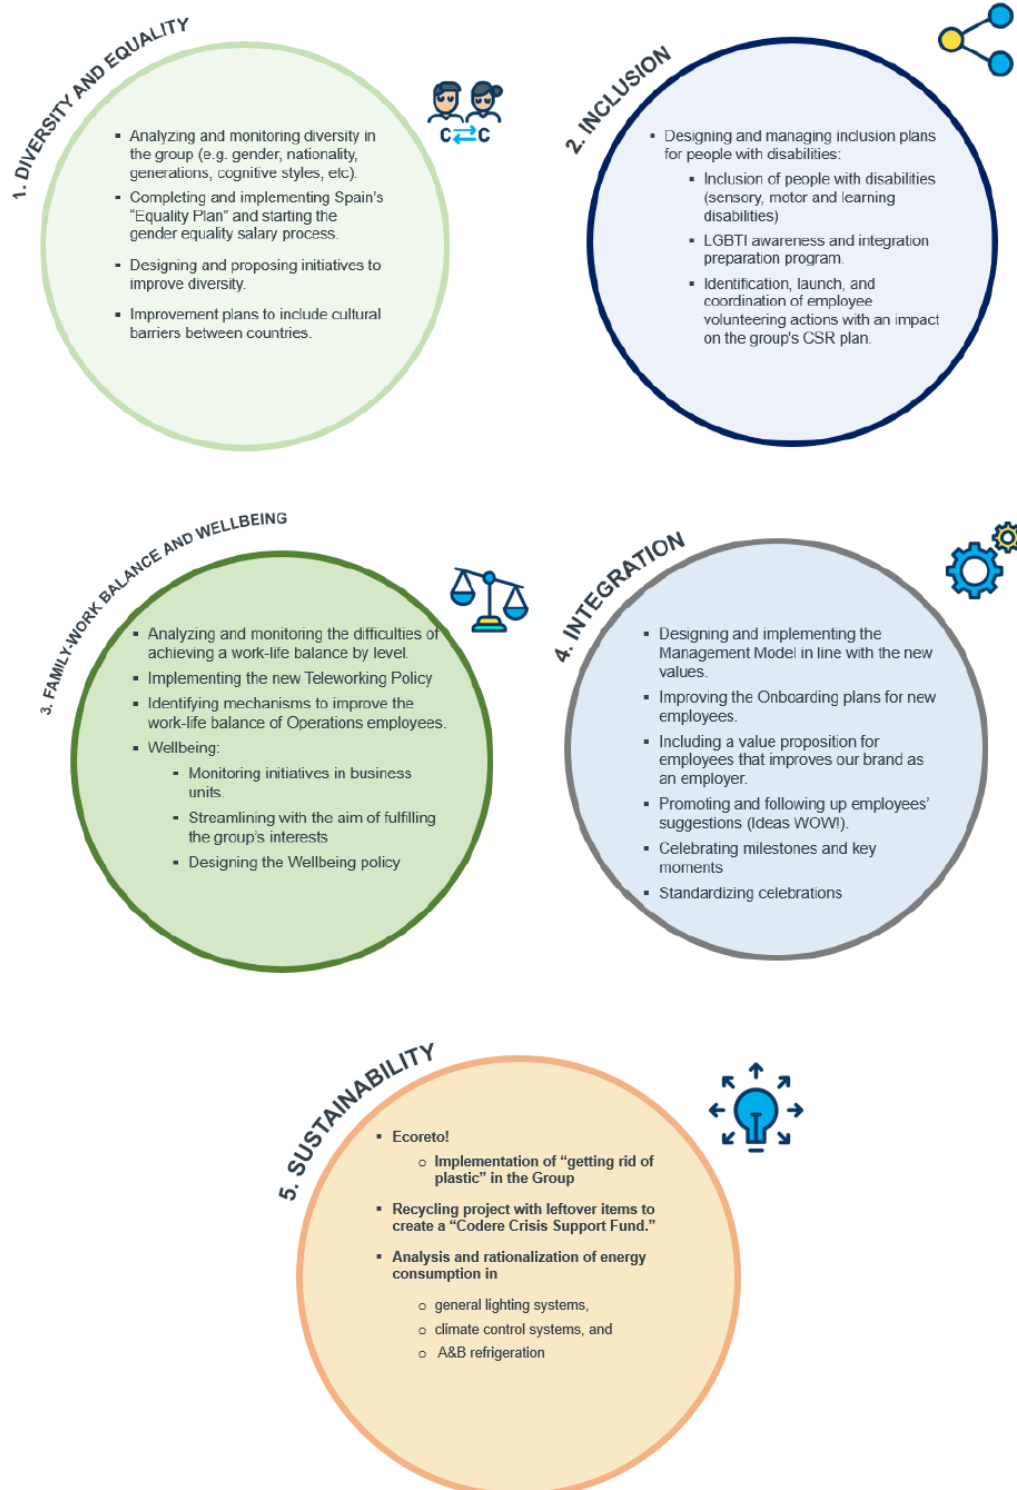 1. DIVERSITY AND EQUALITY
C C
▪ Analyzing and monitoring diversity in
the group (e.g. gender, nationality,
generations, cognitive styles, etc).
▪ Completing and implementing Spain's
“Equality Plan” and starting the
gender equality salary process.
▪ Designing and proposing initiatives to
improve diversity.
▪ Improvement plans to include cultural
barriers between countries.
2. INCLUSION
▪ Designing and managing inclusion plans
for people with disabilities:
▪ Inclusion of people with disabilities
(sensory, motor and learning
disabilities)
▪ LGBTI awareness and integration
preparation program.
▪ Identification, launch, and
coordination of employee
volunteering actions with an impact
on the group's CSR plan.
3. FAMILY-WORK BALANCE AND WELLBEING
▪ Analyzing and monitoring the difficulties of
achieving a work-life balance by level.
▪ Implementing the new Teleworking Policy
▪ Identifying mechanisms to improve the
work-life balance of Operations employees.
▪ Wellbeing:
▪ Monitoring initiatives in business
units.
▪ Streamlining with the aim of fulfilling
the group's interests
▪ Designing the Wellbeing policy
4. INTEGRATION
▪ Designing and implementing the
Management Model in line with the new
values.
▪ Improving the Onboarding plans for new
employees.
▪ Including a value proposition for
employees that improves our brand as
an employer.
▪ Promoting and following up employees'
suggestions (Ideas WOW!).
▪ Celebrating milestones and key
moments
▪ Standardizing celebrations
5. SUSTAINABILITY
▪ Ecoreto!
o Implementation of “getting rid of
plastic” in the Group
▪ Recycling project with leftover items to
create a “Codere Crisis Support Fund.”
▪ Analysis and rationalization of energy
consumption in
o general lighting systems,
o climate control systems, and
o A&B refrigeration